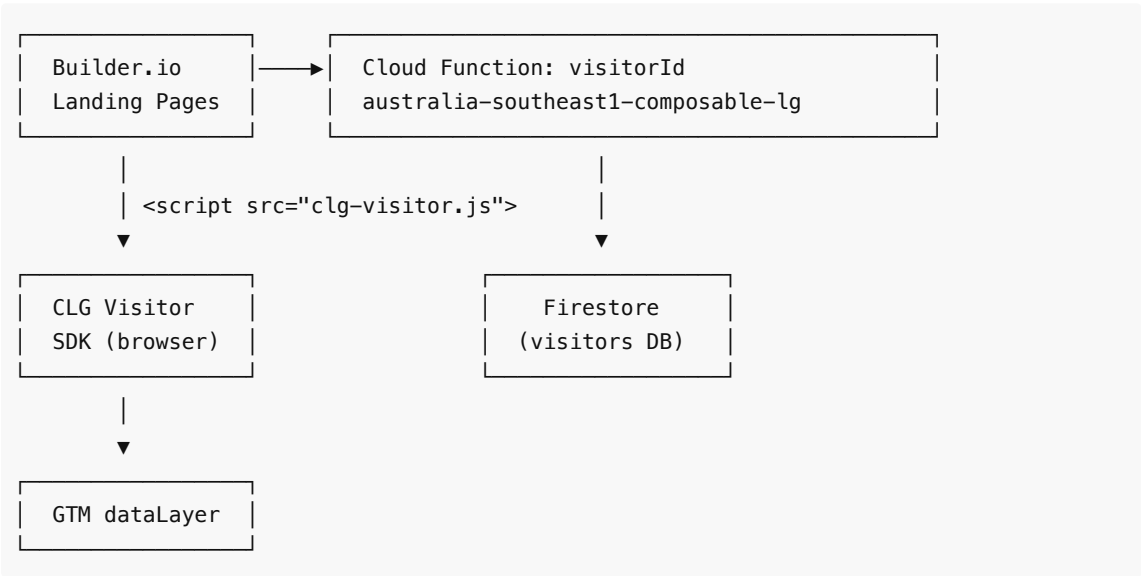 Builder.io
Landing Pages
Cloud Function: visitorId
australia-southeast1-composable-lg
<script src="clg-visitor.js">
CLG Visitor
SDK (browser)
Firestore
(visitors DB)
GTM dataLayer